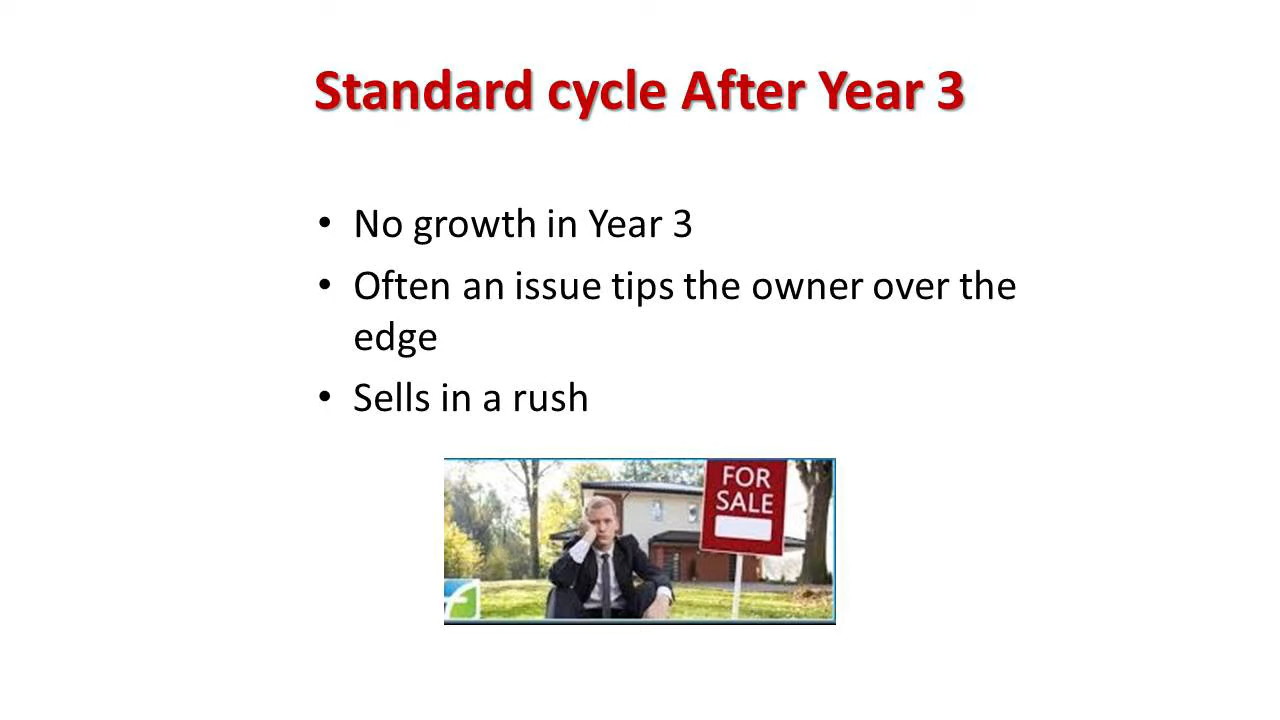 Standard cycle After Year 3
• No growth in Year 3
• Often an issue tips the owner over the
edge
• Sells in a rush
FOR
SALE